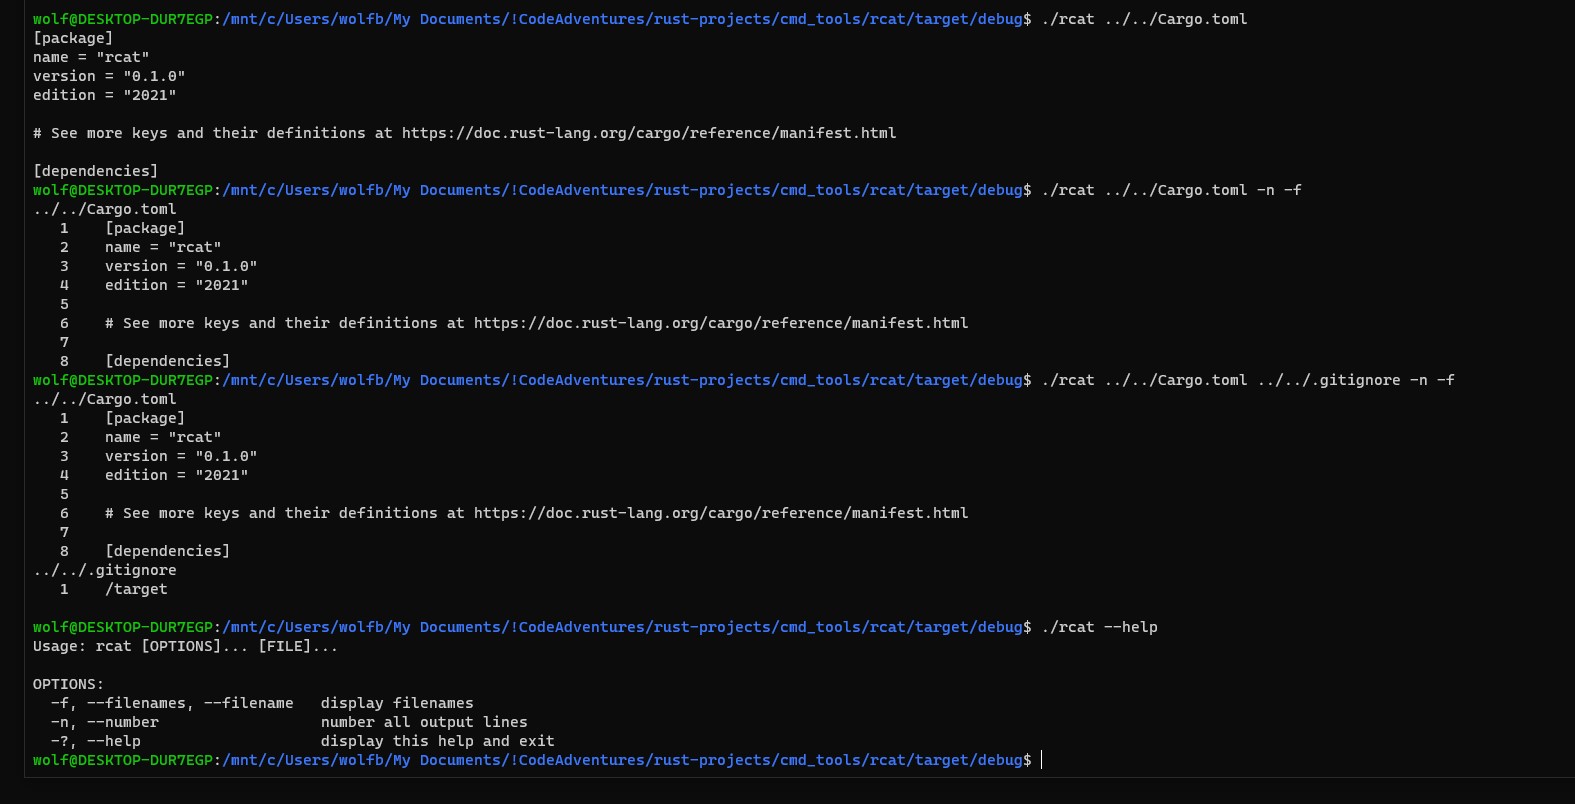 wolf@DESKTOP-DUR7EGP:/mnt/c/Users/wolfb/My Documents/!CodeAdventures/rust-projects/cmd_tools/rcat/target/debug$ ./rcat ../../Cargo.toml
[package]
name = "rcat"
version = "0.1.0"
edition = "2021"

# See more keys and their definitions at https://doc.rust-lang.org/cargo/reference/manifest.html

[dependencies]
wolf@DESKTOP-DUR7EGP:/mnt/c/Users/wolfb/My Documents/!CodeAdventures/rust-projects/cmd_tools/rcat/target/debug$ ./rcat ../../Cargo.toml -n -f
../../Cargo.toml
   1    [package]
   2    name = "rcat"
   3    version = "0.1.0"
   4    edition = "2021"
   5
   6    # See more keys and their definitions at https://doc.rust-lang.org/cargo/reference/manifest.html
   7
   8    [dependencies]
wolf@DESKTOP-DUR7EGP:/mnt/c/Users/wolfb/My Documents/!CodeAdventures/rust-projects/cmd_tools/rcat/target/debug$ ./rcat ../../Cargo.toml ../../.gitignore -n -f
../../Cargo.toml
   1    [package]
   2    name = "rcat"
   3    version = "0.1.0"
   4    edition = "2021"
   5
   6    # See more keys and their definitions at https://doc.rust-lang.org/cargo/reference/manifest.html
   7
   8    [dependencies]
../../.gitignore
   1    /target

wolf@DESKTOP-DUR7EGP:/mnt/c/Users/wolfb/My Documents/!CodeAdventures/rust-projects/cmd_tools/rcat/target/debug$ ./rcat --help
Usage: rcat [OPTIONS]... [FILE]...

OPTIONS:
  -f, --filenames, --filename   display filenames
  -n, --number                  number all output lines
  -?, --help                    display this help and exit
wolf@DESKTOP-DUR7EGP:/mnt/c/Users/wolfb/My Documents/!CodeAdventures/rust-projects/cmd_tools/rcat/target/debug$